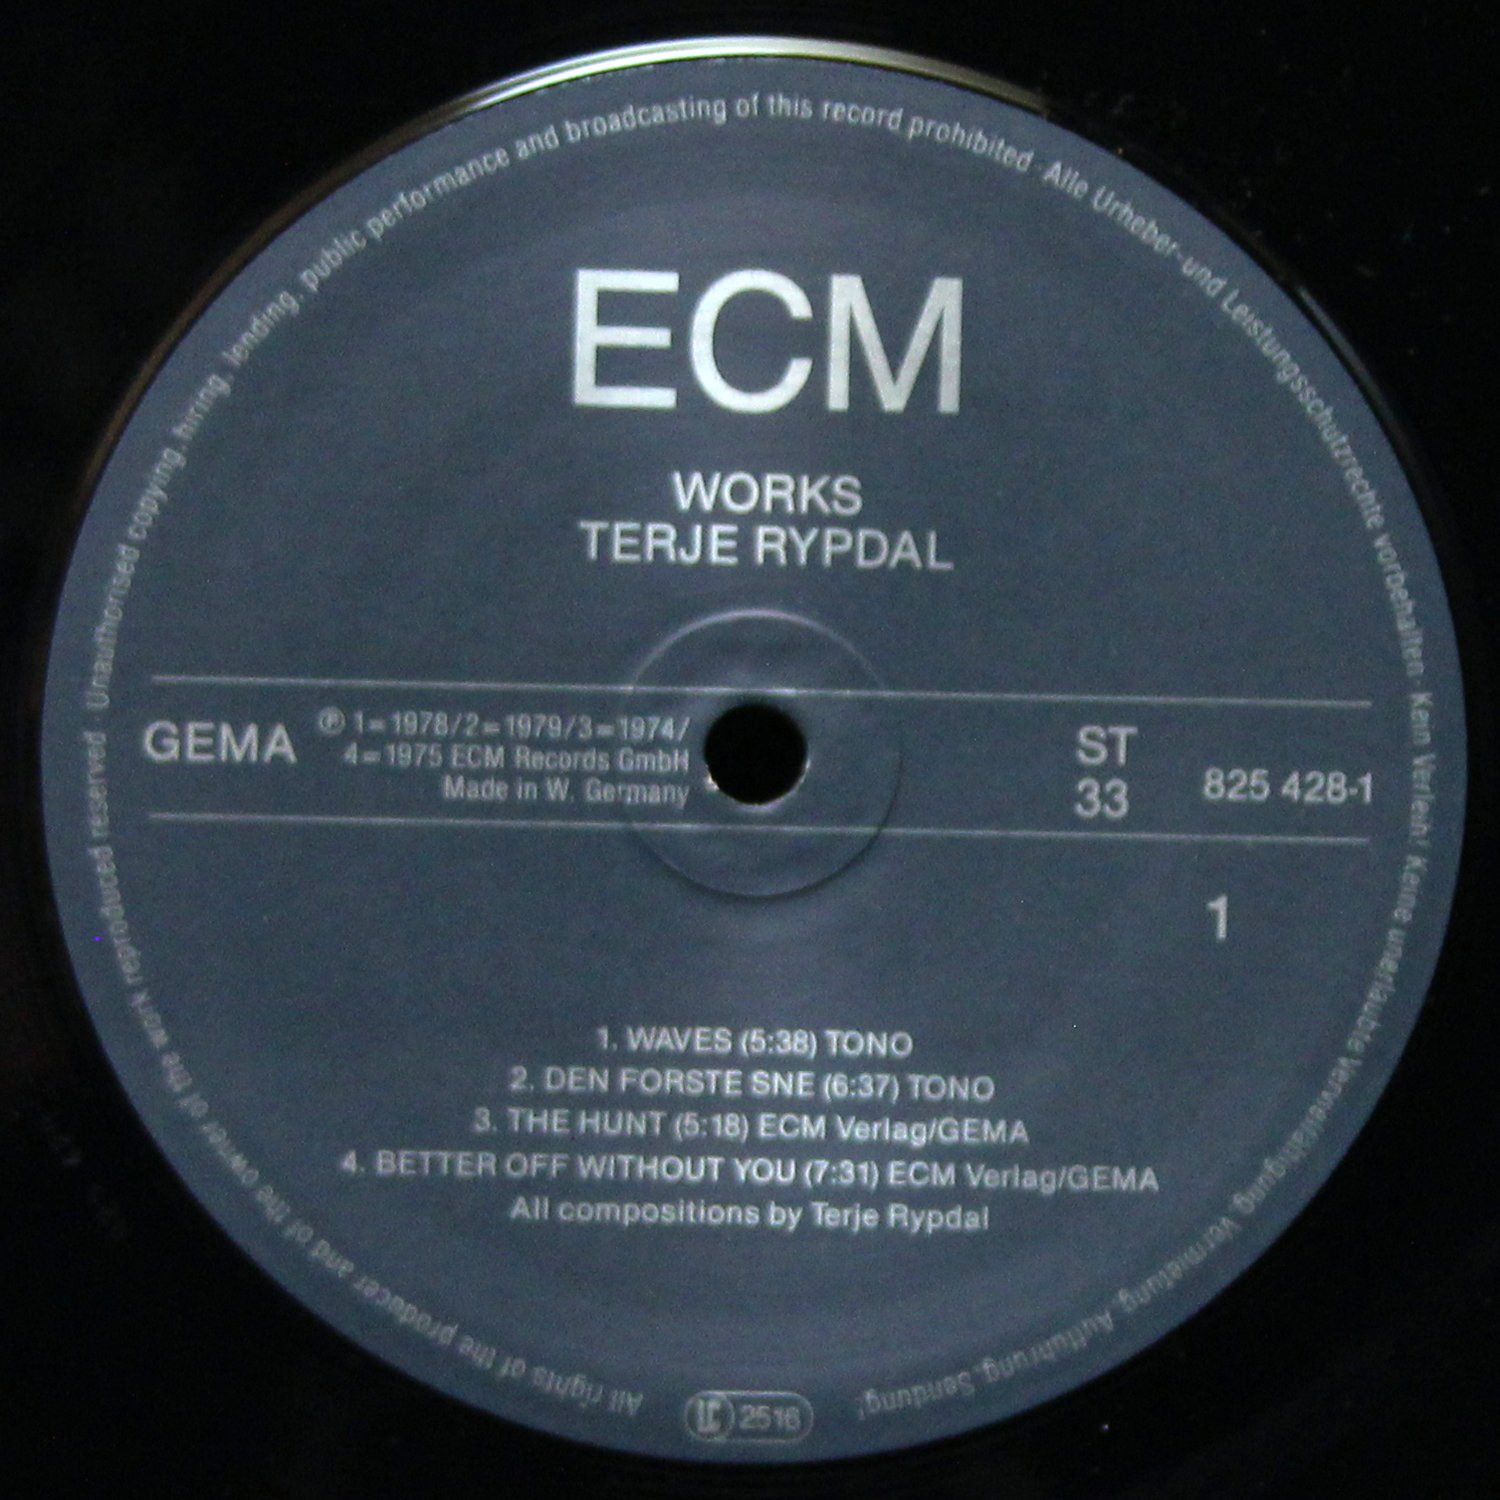 All rights of the producer and of the owner of the work reproduced reserved · Unauthorised copying, hiring, lending, public performance and broadcasting of this record prohibited · Alle Urheber- und Leistungsschutzrechte vorbehalten · Kein Verleih! Keine unerlaubte Vervielfältigung, Vermietung, Aufführung, Sendung!
ECM
WORKS
TERJE RYPDAL
GEMA
℗ 1=1978/2=1979/3=1974/
4=1975 ECM Records GmbH
Made in W. Germany
ST
33
825 428-1
1
1. WAVES (5:38) TONO
2. DEN FORSTE SNE (6:37) TONO
3. THE HUNT (5:18) ECM Verlag/GEMA
4. BETTER OFF WITHOUT YOU (7:31) ECM Verlag/GEMA
All compositions by Terje Rypdal
LC 2516